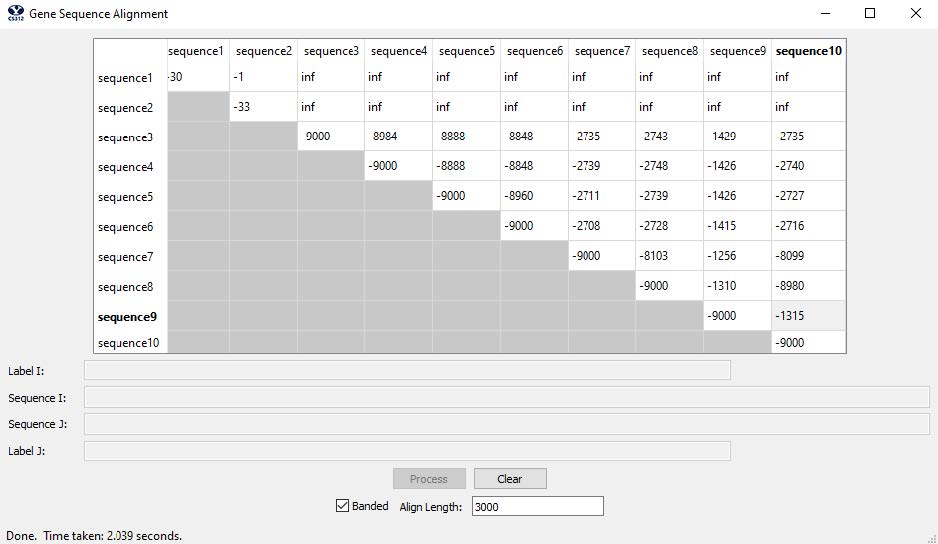 CS312 Gene Sequence Alignment
sequence1 sequence2 sequence3 sequence4 sequence5 sequence6 sequence7 sequence8 sequence9 sequence10
sequence1 -30 -1 inf inf inf inf inf inf inf inf
sequence2 -33 inf inf inf inf inf inf inf inf
sequence3 -9000 -8984 -8888 -8848 -2735 -2743 -1429 -2735
sequence4 -9000 -8888 -8848 -2739 -2748 -1426 -2740
sequence5 -9000 -8960 -2711 -2739 -1426 -2727
sequence6 -9000 -2708 -2728 -1415 -2716
sequence7 -9000 -8103 -1256 -8099
sequence8 -9000 -1310 -8980
sequence9 -9000 -1315
sequence10 -9000
Label I:
Sequence I:
Sequence J:
Label J:
Process Clear
Banded Align Length: 3000
Done. Time taken: 2.039 seconds.